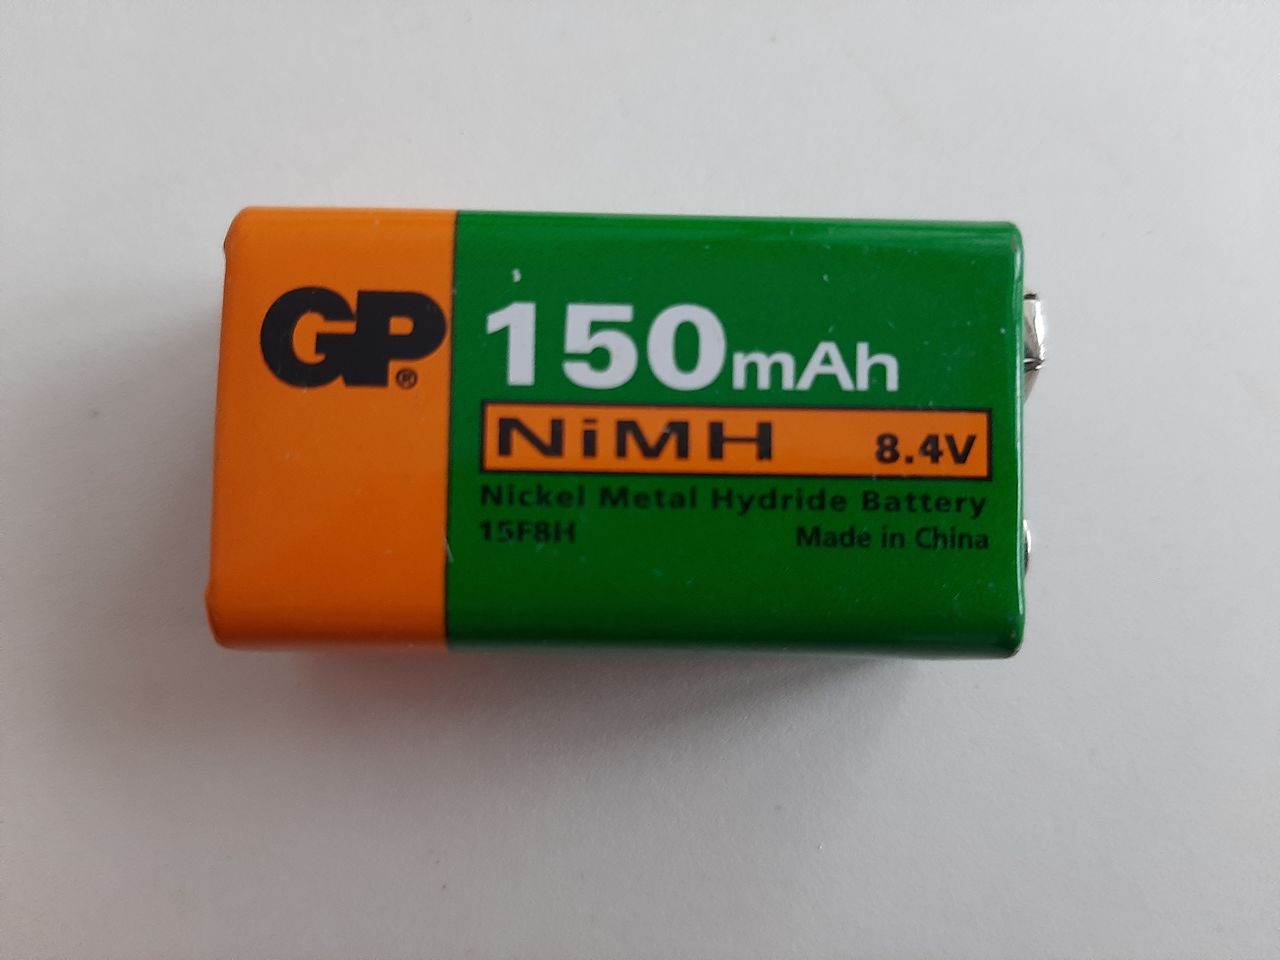 GP®
150mAh
NiMH 8.4V
Nickel Metal Hydride Battery
15F8H Made in China